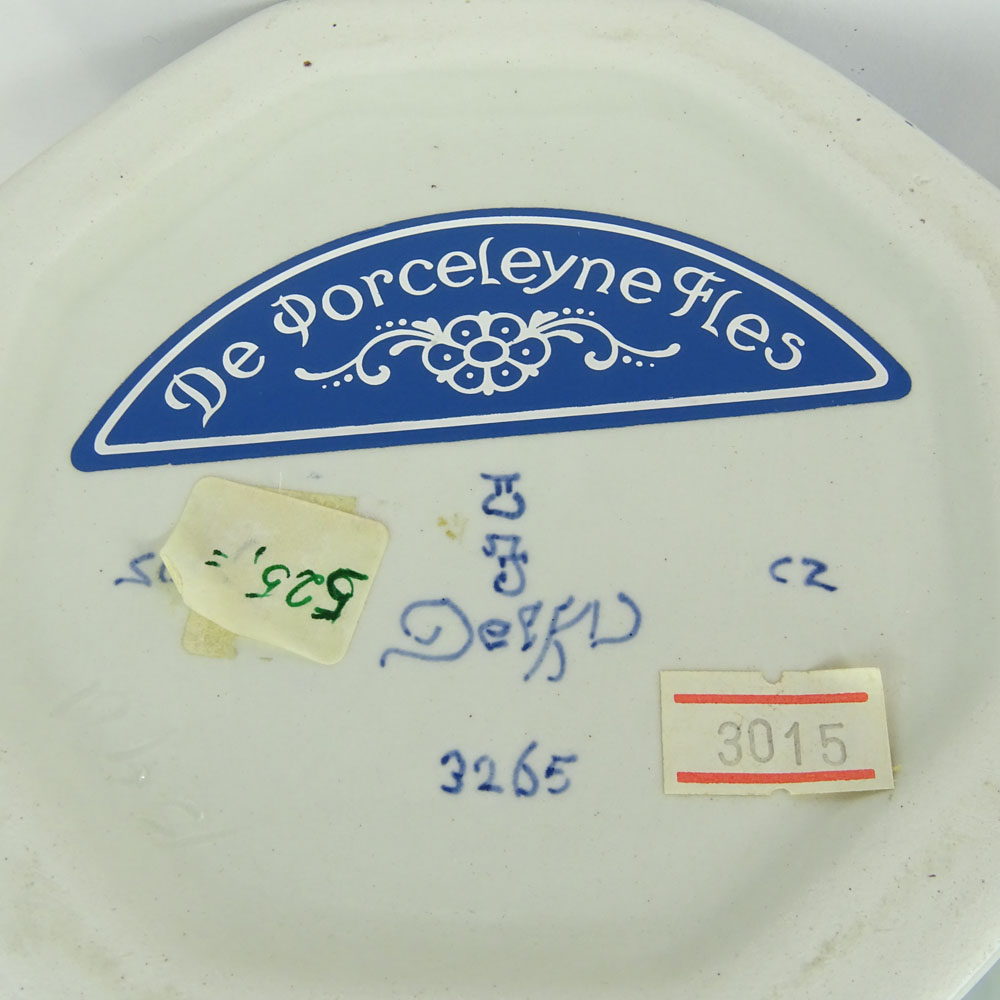 De Porceleyne Fles
525,=
CZ
Delft
3265
3015